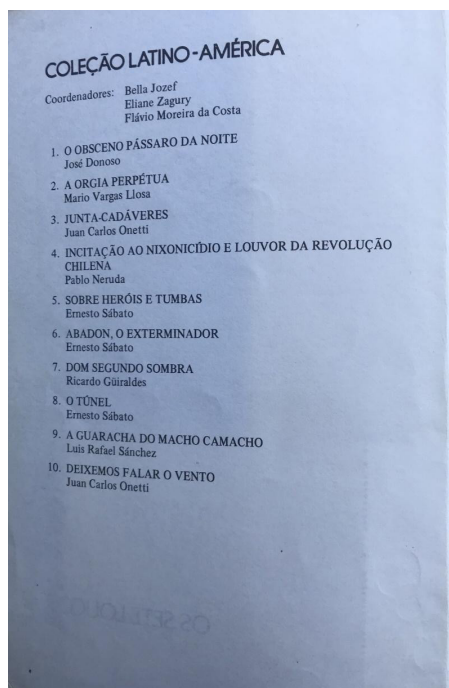 COLEÇÃO LATINO-AMÉRICA
Coordenadores: Bella Jozef
Eliane Zagury
Flávio Moreira da Costa
1. O OBSCENO PÁSSARO DA NOITE
José Donoso
2. A ORGIA PERPÉTUA
Mario Vargas Llosa
3. JUNTA-CADÁVERES
Juan Carlos Onetti
4. INCITAÇÃO AO NIXONICÍDIO E LOUVOR DA REVOLUÇÃO
CHILENA
Pablo Neruda
5. SOBRE HERÓIS E TUMBAS
Ernesto Sábato
6. ABADON, O EXTERMINADOR
Ernesto Sábato
7. DOM SEGUNDO SOMBRA
Ricardo Güiraldes
8. O TÚNEL
Ernesto Sábato
9. A GUARACHA DO MACHO CAMACHO
Luis Rafael Sánchez
10. DEIXEMOS FALAR O VENTO
Juan Carlos Onetti